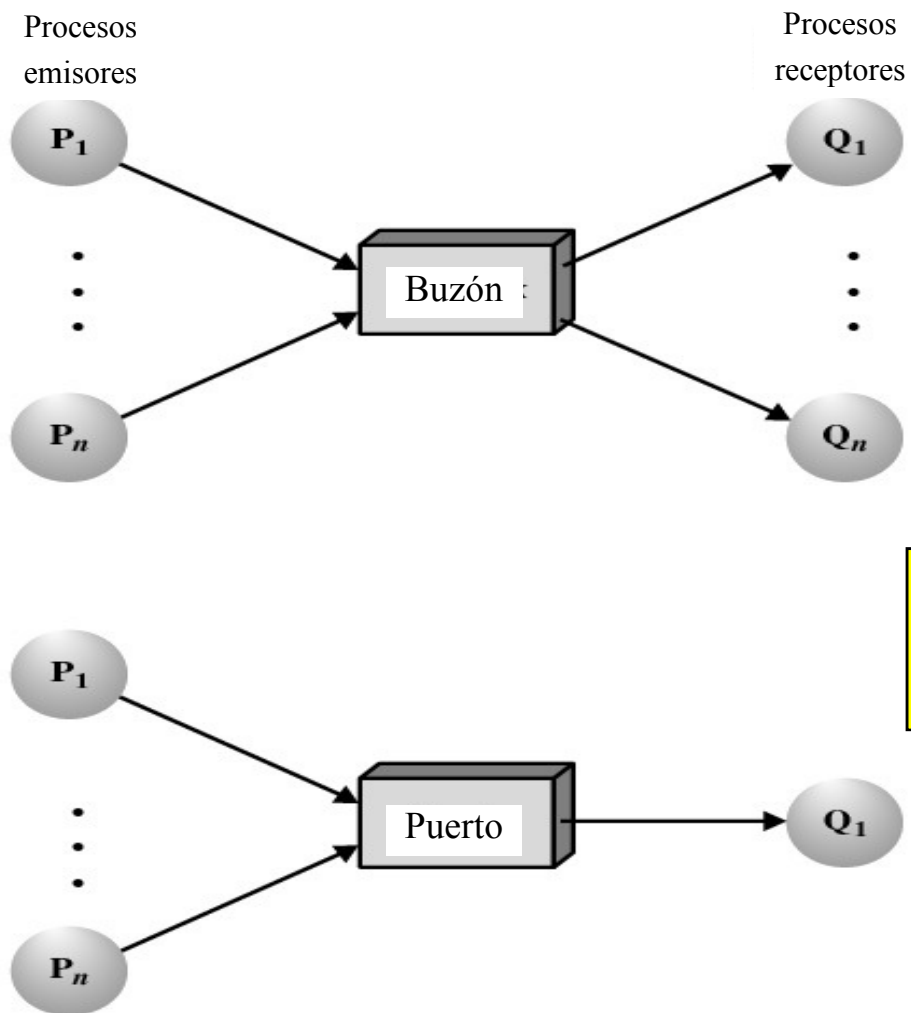 Procesos
emisores
Procesos
receptores
P₁
Q₁
Buzón
Pₙ
Qₙ
P₁
Puerto
Q₁
Pₙ